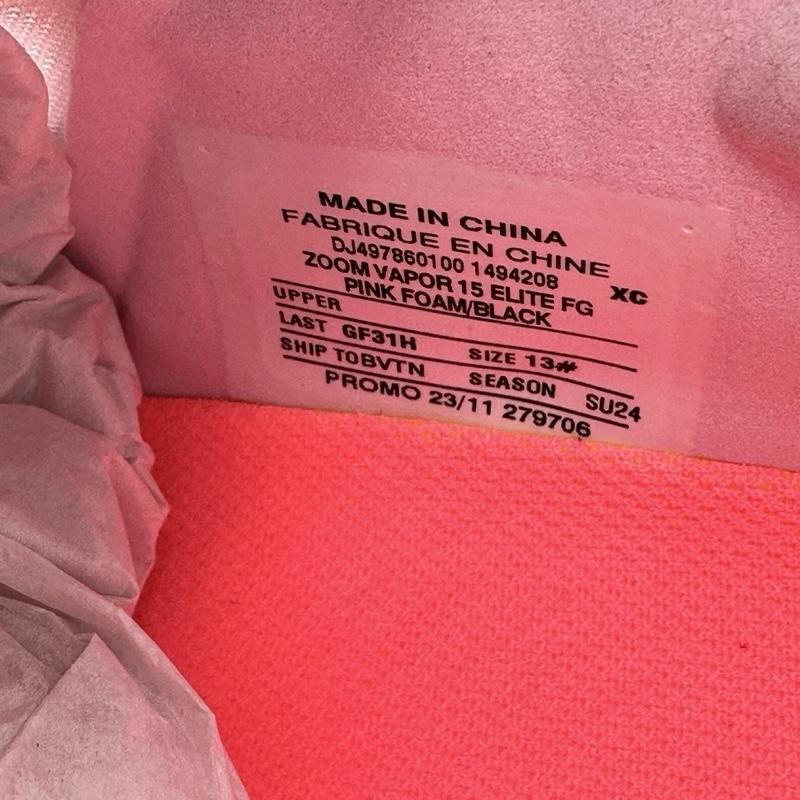 MADE IN CHINA
FABRIQUE EN CHINE
DJ497860100 1494208
ZOOM VAPOR 15 ELITE FG XC
PINK FOAM/BLACK
UPPER
LAST GF31H SIZE 13#
SHIP TOBVTN SEASON SU24
PROMO 23/11 279706